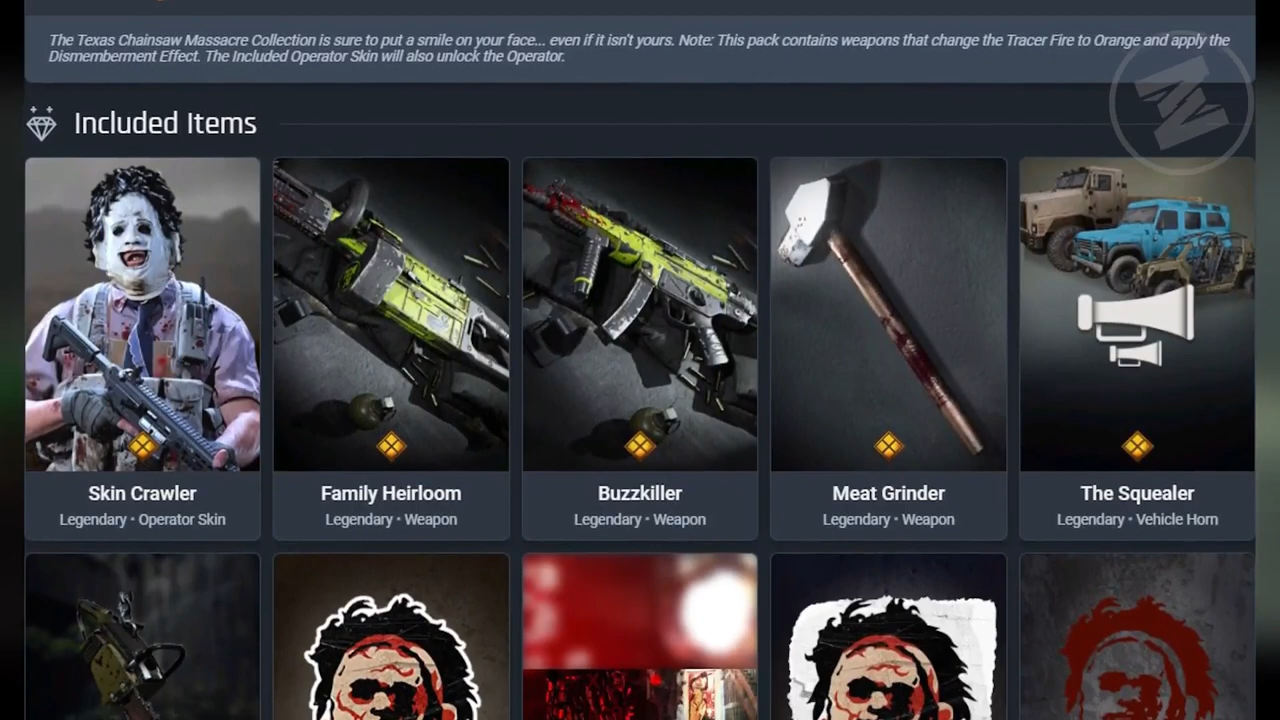 The Texas Chainsaw Massacre Collection is sure to put a smile on your face... even if it isn't yours. Note: This pack contains weapons that change the Tracer Fire to Orange and apply the
Dismemberment Effect. The Included Operator Skin will also unlock the Operator.
Included Items
Skin Crawler
Legendary • Operator Skin
Family Heirloom
Legendary • Weapon
Buzzkiller
Legendary • Weapon
Meat Grinder
Legendary • Weapon
The Squealer
Legendary • Vehicle Horn